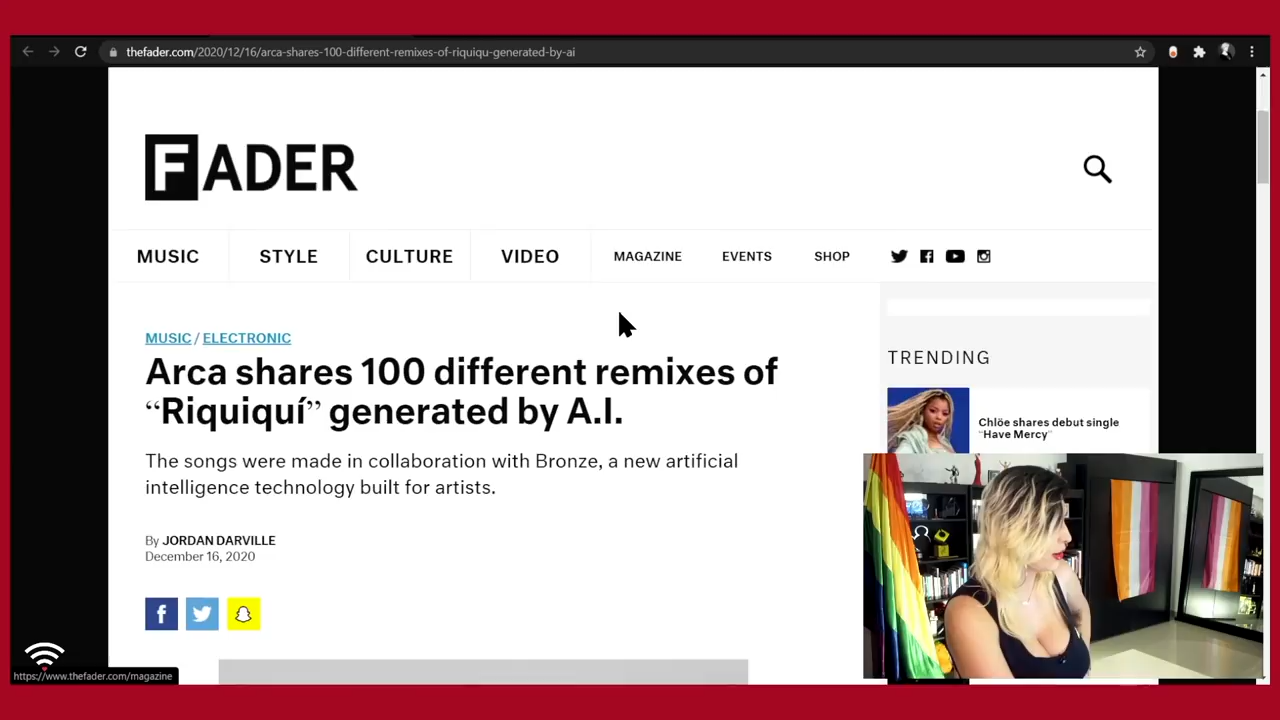 thefader.com/2020/12/16/arca-shares-100-different-remixes-of-riquiqu-generated-by-ai
FADER
MUSIC
STYLE
CULTURE
VIDEO
MAGAZINE
EVENTS
SHOP
MUSIC / ELECTRONIC
Arca shares 100 different remixes of
“Riquiquí” generated by A.I.
The songs were made in collaboration with Bronze, a new artificial
intelligence technology built for artists.
By JORDAN DARVILLE
December 16, 2020
TRENDING
Chlöe shares debut single
“Have Mercy”
https://www.thefader.com/magazine